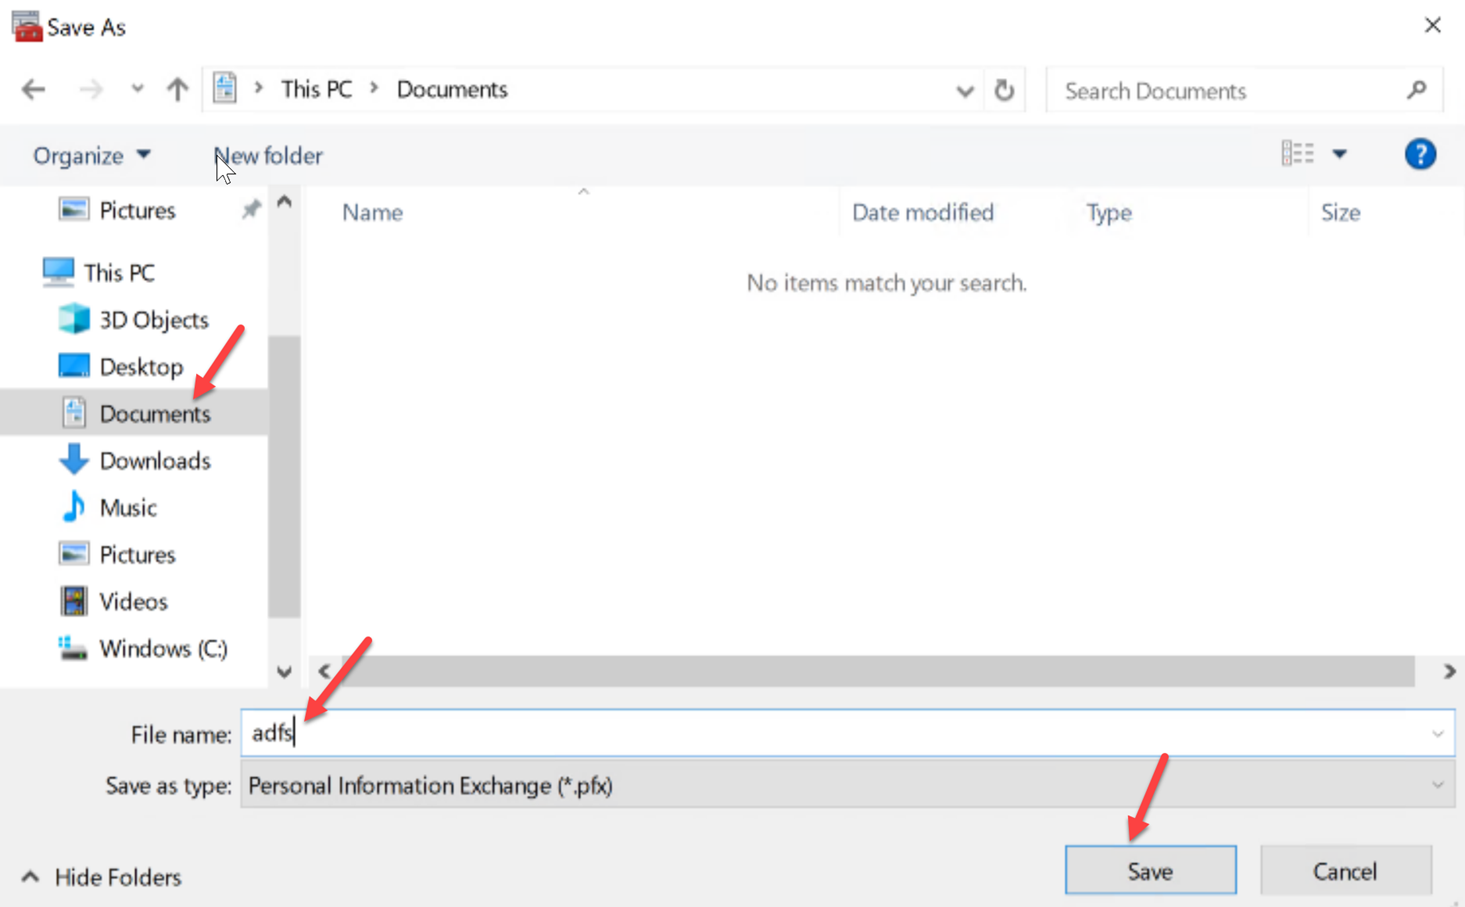 Save As
This PC > Documents
Search Documents
Organize
New folder
?
Pictures
This PC
3D Objects
Desktop
Documents
Downloads
Music
Pictures
Videos
Windows (C:)
Name
Date modified
Type
Size
No items match your search.
File name: adfs
Save as type: Personal Information Exchange (*.pfx)
Hide Folders
Save
Cancel